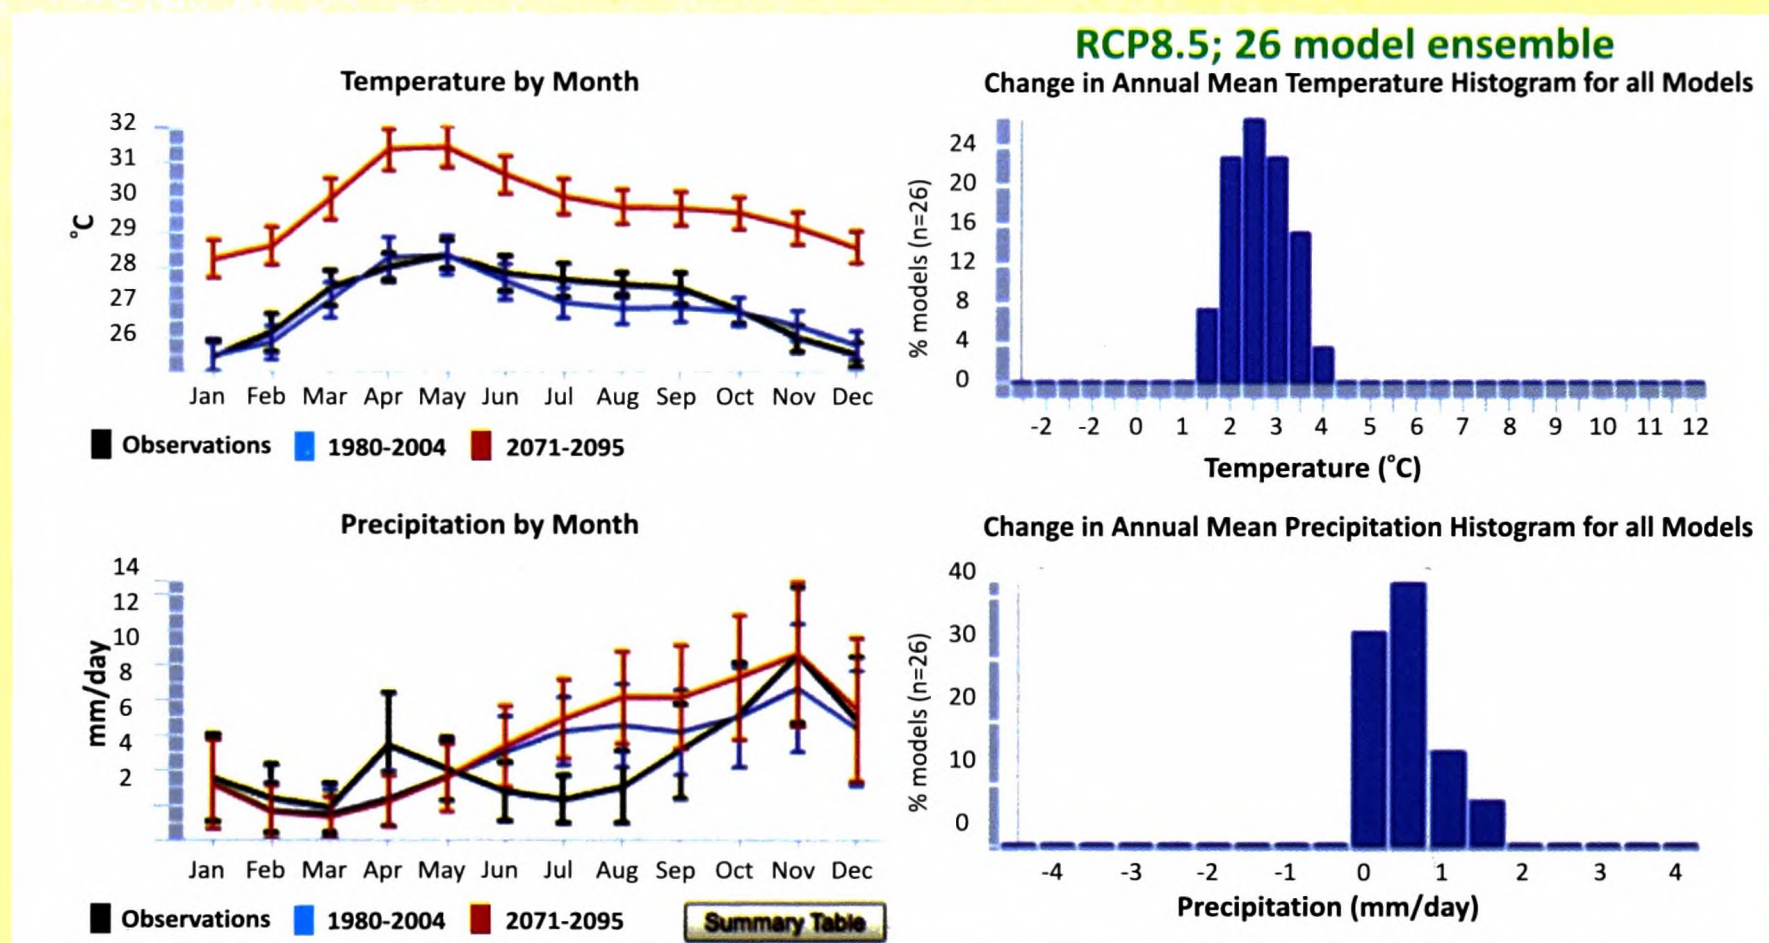 RCP8.5; 26 model ensemble
Temperature by Month
32
31
30
29
28
27
26
°C
Jan Feb Mar Apr May Jun Jul Aug Sep Oct Nov Dec
Observations 1980-2004 2071-2095
Change in Annual Mean Temperature Histogram for all Models
24
20
16
12
8
4
0
% models (n=26)
-2 -2 0 1 2 3 4 6 7 8 9 10 11 12
Temperature (°C)
Precipitation by Month
14
12
10
8
6
4
2
mm/day
Jan Feb Mar Apr May Jun Jul Aug Sep Oct Nov Dec
Observations 1980-2004 2071-2095
Summary Table
Change in Annual Mean Precipitation Histogram for all Models
40
30
20
10
0
% models (n=26)
-4 -3 -2 -1 0 1 2 3 4
Precipitation (mm/day)